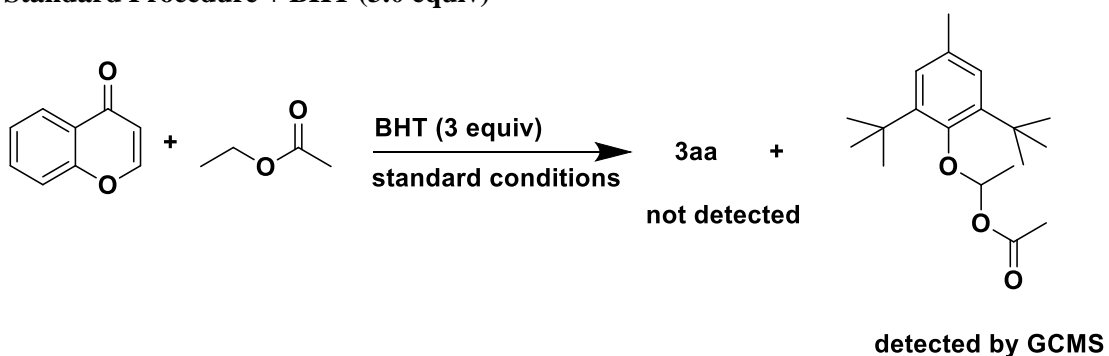 Standard Procedure + BHT (3.0 equiv)
O
O
+
O
O
BHT (3 equiv)
standard conditions
3aa
+
not detected
O
O
O
detected by GCMS